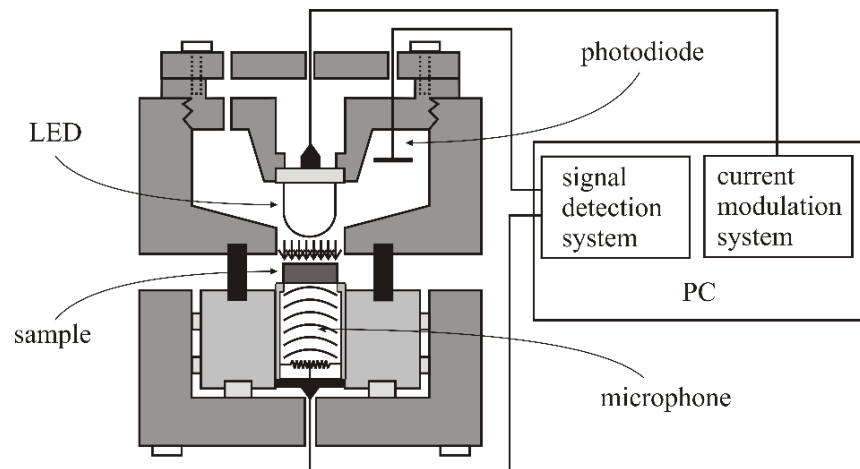 photodiode
LED
signal
detection
system
current
modulation
system
PC
sample
microphone